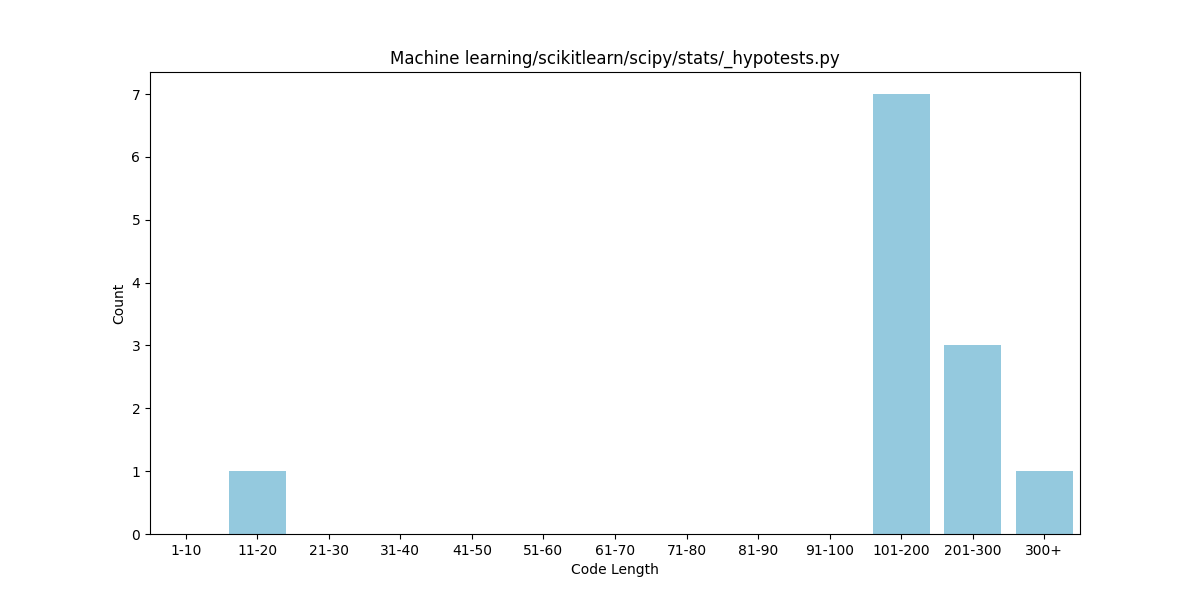 Machine learning/scikitlearn/scipy/stats/_hypotests.py
7
6
5
4
3
2
1
0
Count
1-10 11-20 21-30 31-40 41-50 51-60 61-70 71-80 81-90 91-100 101-200 201-300 300+
Code Length